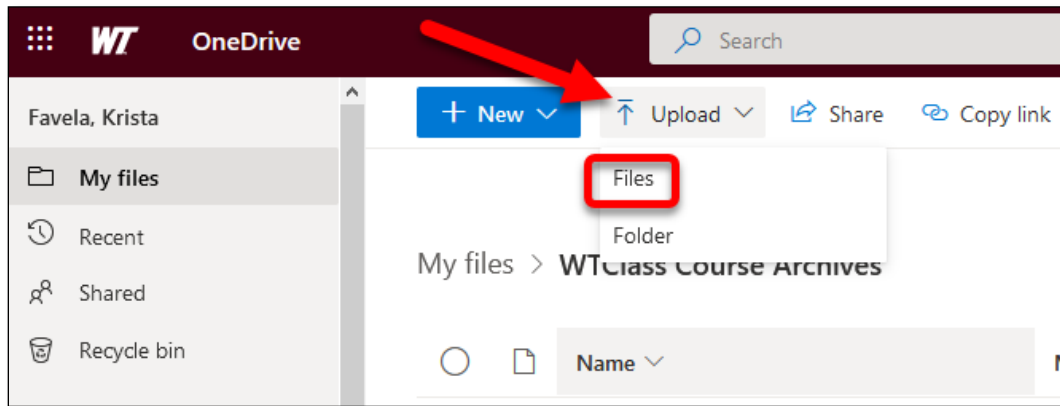 WT OneDrive Search
Favela, Krista
My files
Recent
Shared
Recycle bin
New Upload Share Copy link
Files
Folder
My files > WTClass Course Archives
Name